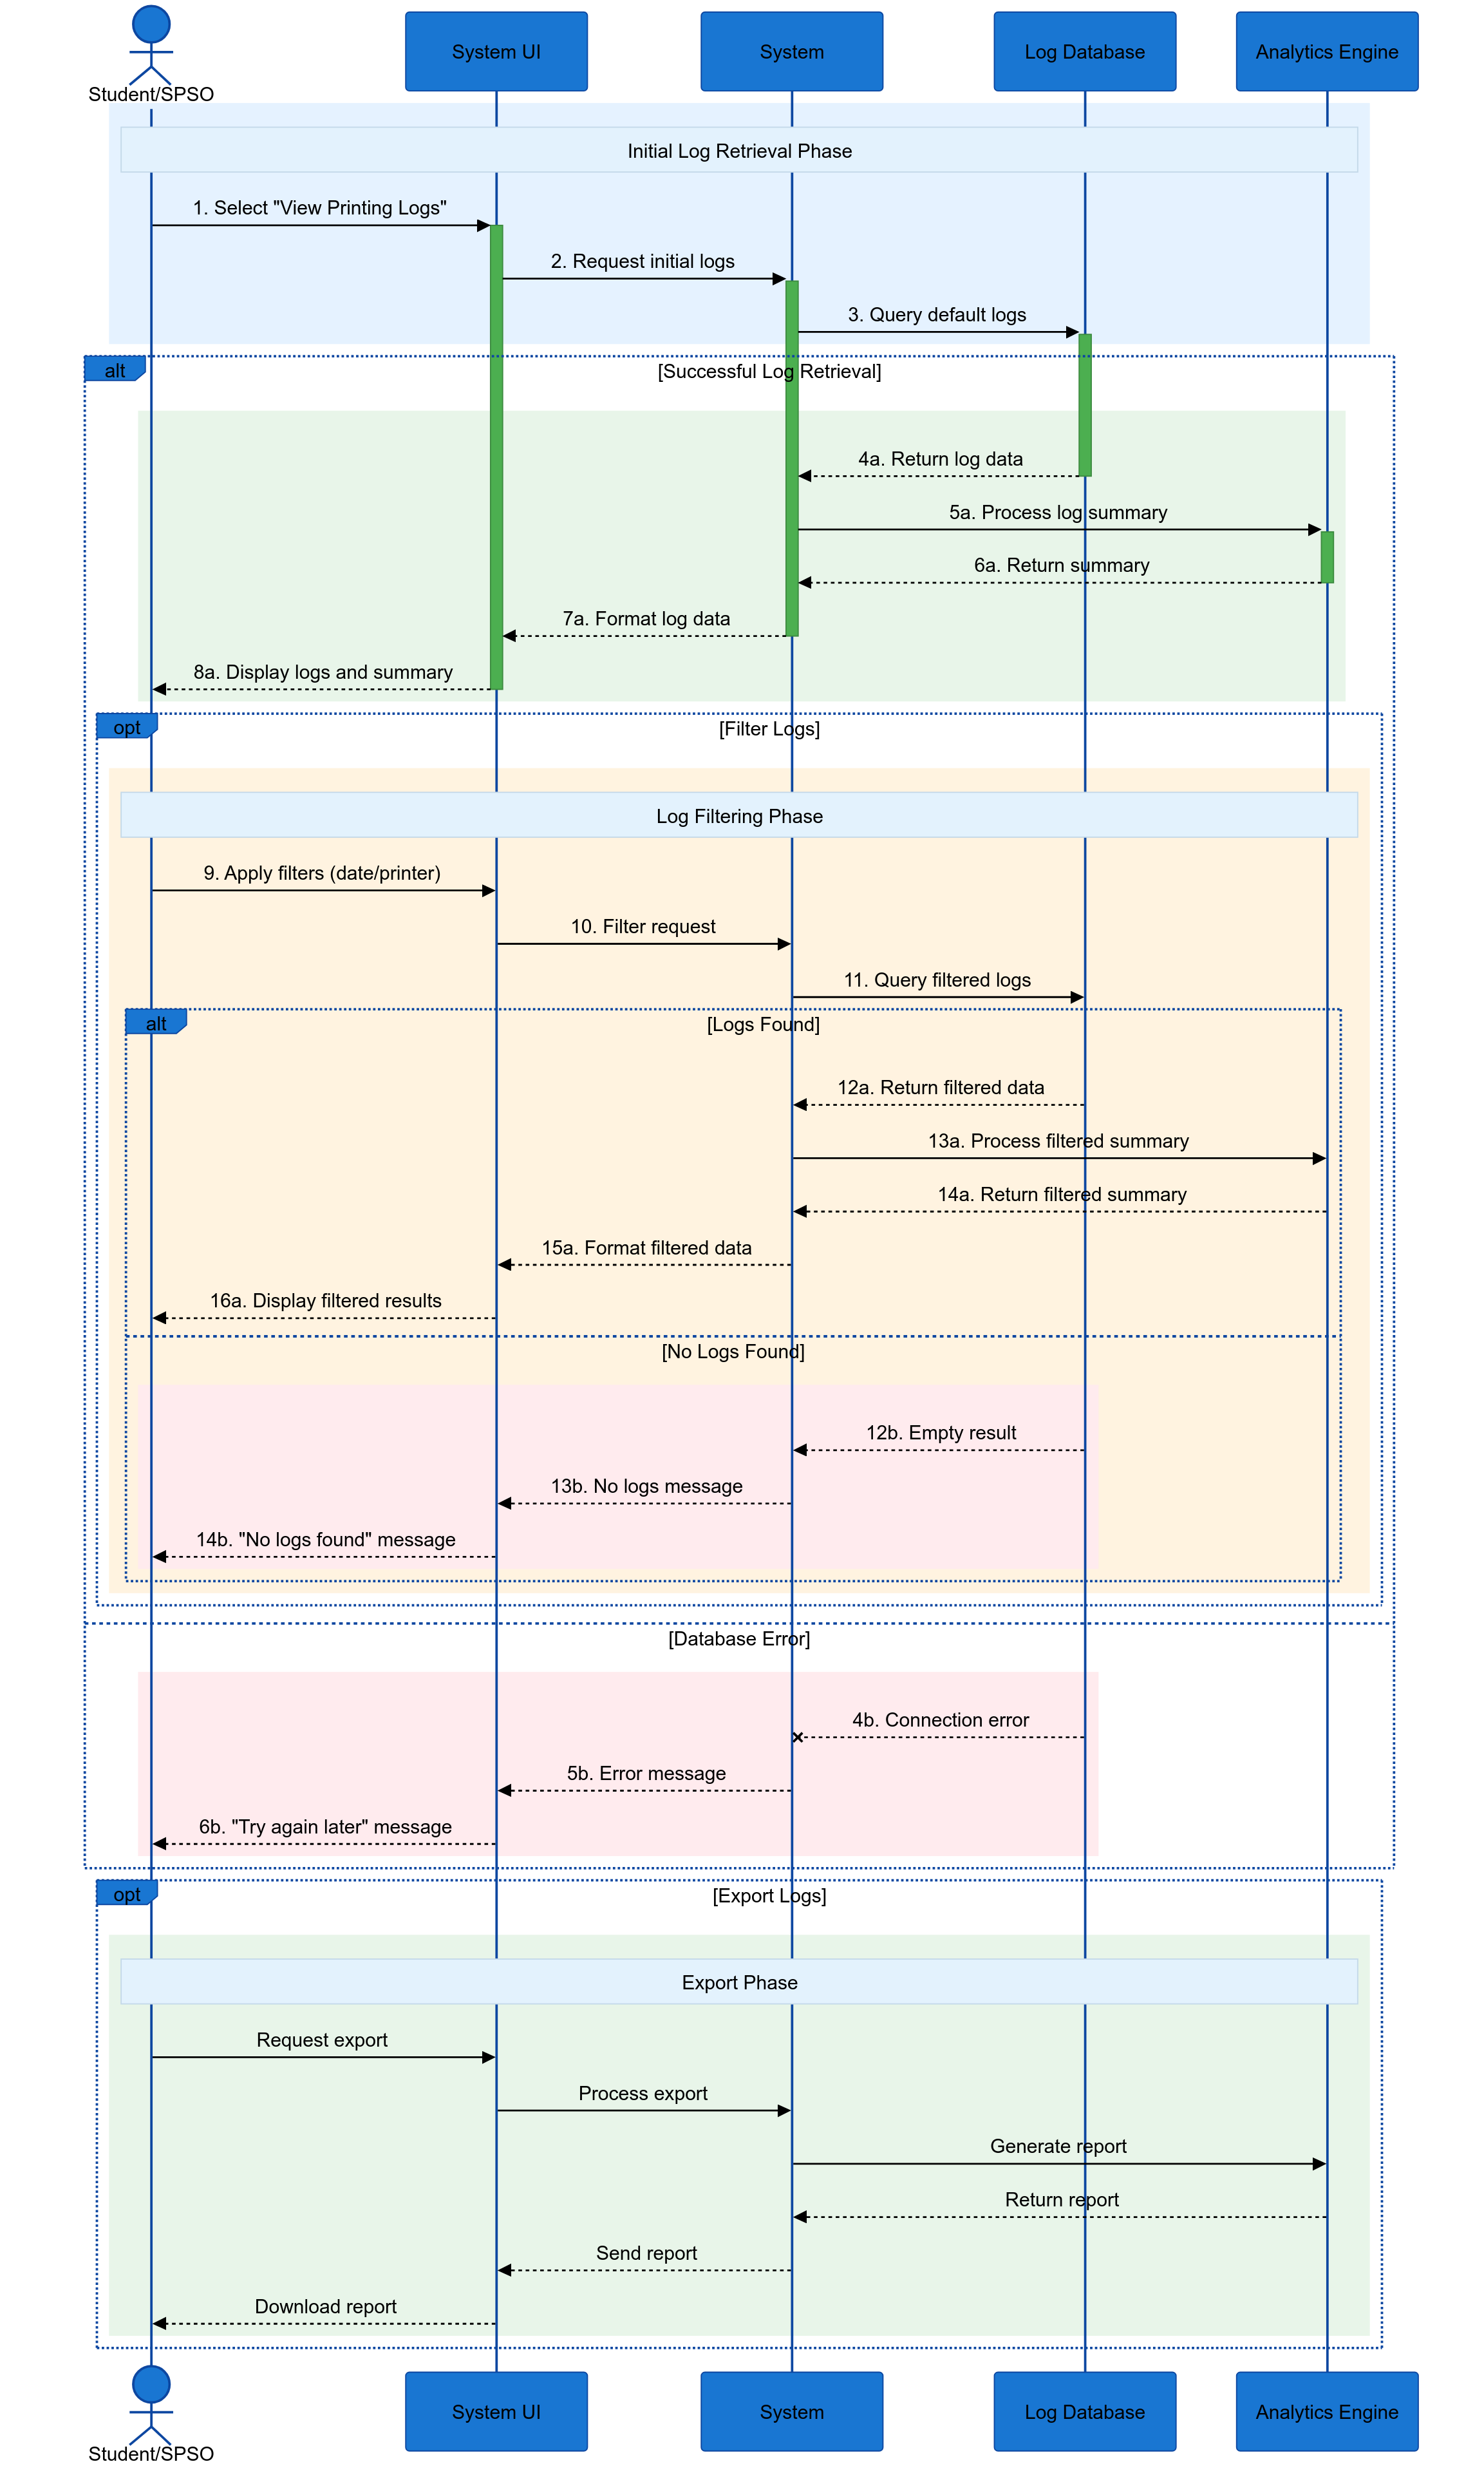 System UI
System
Log Database
Analytics Engine
Student/SPSO
Initial Log Retrieval Phase
1. Select "View Printing Logs"
2. Request initial logs
3. Query default logs
alt
[Successful Log Retrieval]
4a. Return log data
5a. Process log summary
6a. Return summary
7a. Format log data
8a. Display logs and summary
opt
[Filter Logs]
Log Filtering Phase
9. Apply filters (date/printer)
10. Filter request
11. Query filtered logs
alt
[Logs Found]
12a. Return filtered data
13a. Process filtered summary
14a. Return filtered summary
15a. Format filtered data
16a. Display filtered results
[No Logs Found]
12b. Empty result
13b. No logs message
14b. "No logs found" message
[Database Error]
4b. Connection error
5b. Error message
6b. "Try again later" message
opt
[Export Logs]
Export Phase
Request export
Process export
Generate report
Return report
Send report
Download report
System UI
System
Log Database
Analytics Engine
Student/SPSO